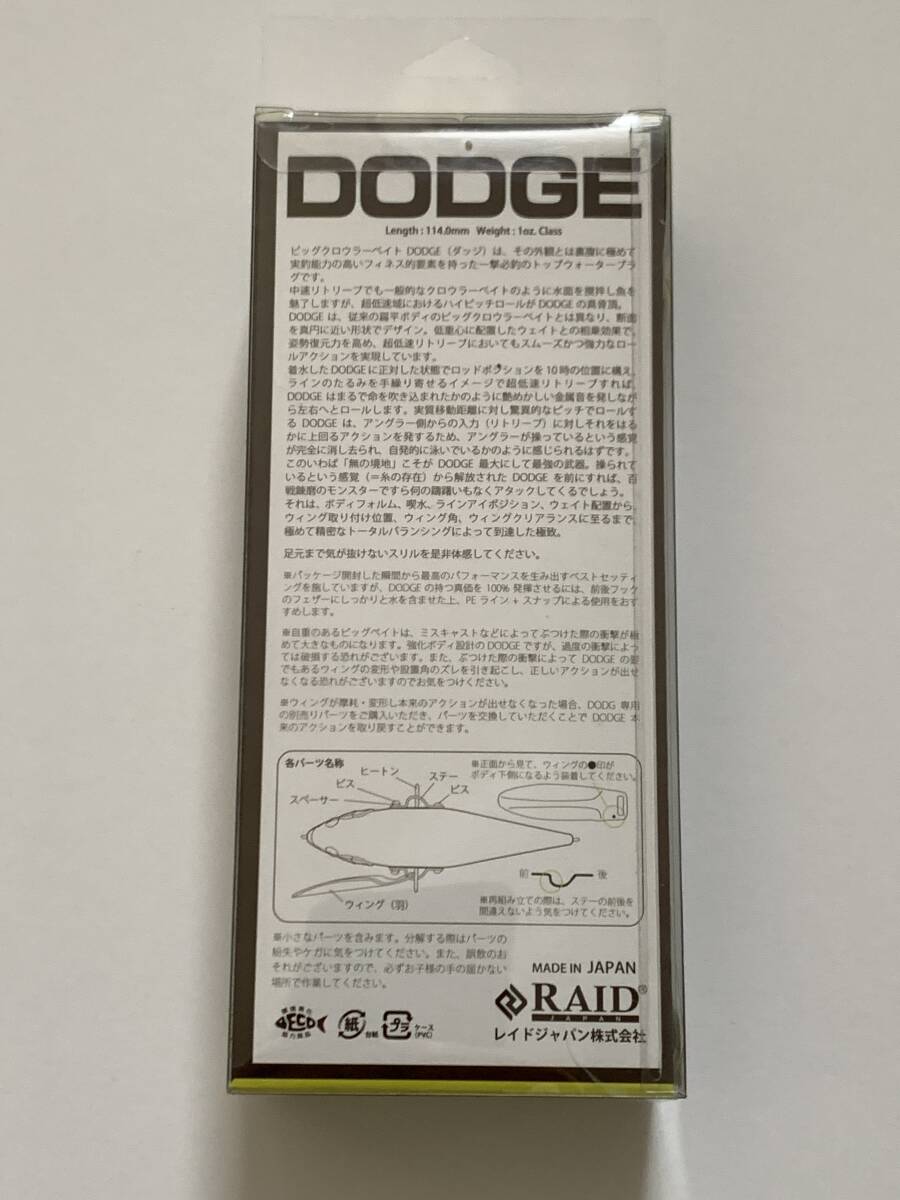 DODGE
Length : 114.0mm Weight : 1oz. Class
ビッグクロウラーベイト DODGE（ダッジ）は、その外観とは裏腹に極めて
実釣能力の高いフィネス的要素を持った一撃必釣のトップウォータープラ
グです。
中速リトリーブでも一般的なクロウラーベイトのように水面を攪拌し魚を
魅了しますが、超低速域におけるハイピッチロールが DODGE の真骨頂。
DODGE は、従来の扁平ボディのビッグクロウラーベイトとは異なり、断面
を真円に近い形状でデザイン。低重心に配置したウェイトとの相乗効果で、
姿勢復元力を高め、超低速リトリーブにおいてもスムーズかつ強力なロー
ルアクションを実現しています。
着水した DODGE に正対した状態でロッドポジションを 10 時の位置に構え、
ラインのたるみを手繰り寄せるイメージで超低速リトリーブすれば、
DODGE はまるで命を吹き込まれたかのように艶めかしい金属音を発しなが
ら左右へとロールします。実質移動距離に対し驚異的なピッチでロールす
る DODGE は、アングラー側からの入力（リトリーブ）に対しそれをはる
かに上回るアクションを発するため、アングラーが操っているという感覚
が完全に消し去られ、自発的に泳いでいるかのように感じられるはずです。
このいわば「無の境地」こそが DODGE 最大にして最強の武器。操られて
いるという感覚（＝糸の存在）から解放された DODGE を前にすれば、百
戦錬磨のモンスターですら何の躊躇いもなくアタックしてくるでしょう。
それは、ボディフォルム、喫水、ラインアイポジション、ウェイト配置から、
ウィング取り付け位置、ウィング角、ウィングクリアランスに至るまで、
極めて精密なトータルバランシングによって到達した極致。
足元まで気が抜けないスリルを是非体感してください。
※パッケージ開封した瞬間から最高のパフォーマンスを生み出すベストセッティ
ングを施していますが、DODGE の持つ真価を 100% 発揮させるには、前後フック
のフェザーにしっかりと水を含ませた上、PE ライン + スナップによる使用をおす
すめします。
※自重のあるビッグベイトは、ミスキャストなどによってぶつけた際の衝撃が極
めて大きなものになります。強化ボディ設計の DODGE ですが、過度の衝撃によっ
ては破損する恐れがございます。また、ぶつけた際の衝撃によって DODGE の要
でもあるウィングの変形や設置角のズレを引き起こし、正しいアクションが出せ
なくなる恐れがございますのでお気をつけください。
※ウィングが摩耗・変形し本来のアクションが出せなくなった場合、DODG 専用
の別売りパーツをご購入いただき、パーツを交換していただくことで DODGE 本
来のアクションを取り戻すことができます。
各パーツ名称
ヒートン
ビス
ステー
スペーサー
ビス
ウィング（羽）
※正面から見て、ウィングの●印が
ボディ下側になるよう装着してください。
前
後
※再組み立ての際は、ステーの前後を
間違えないよう気をつけてください。
※小さなパーツを含みます。分解する際はパーツの
紛失やケガに気をつけてください。また、誤飲のお
それがございますので、必ずお子様の手の届かない
場所で作業してください。
MADE IN JAPAN
RAID®
JAPAN
レイドジャパン株式会社
ECO
紙
台紙
プラ
ケース
(PVC)